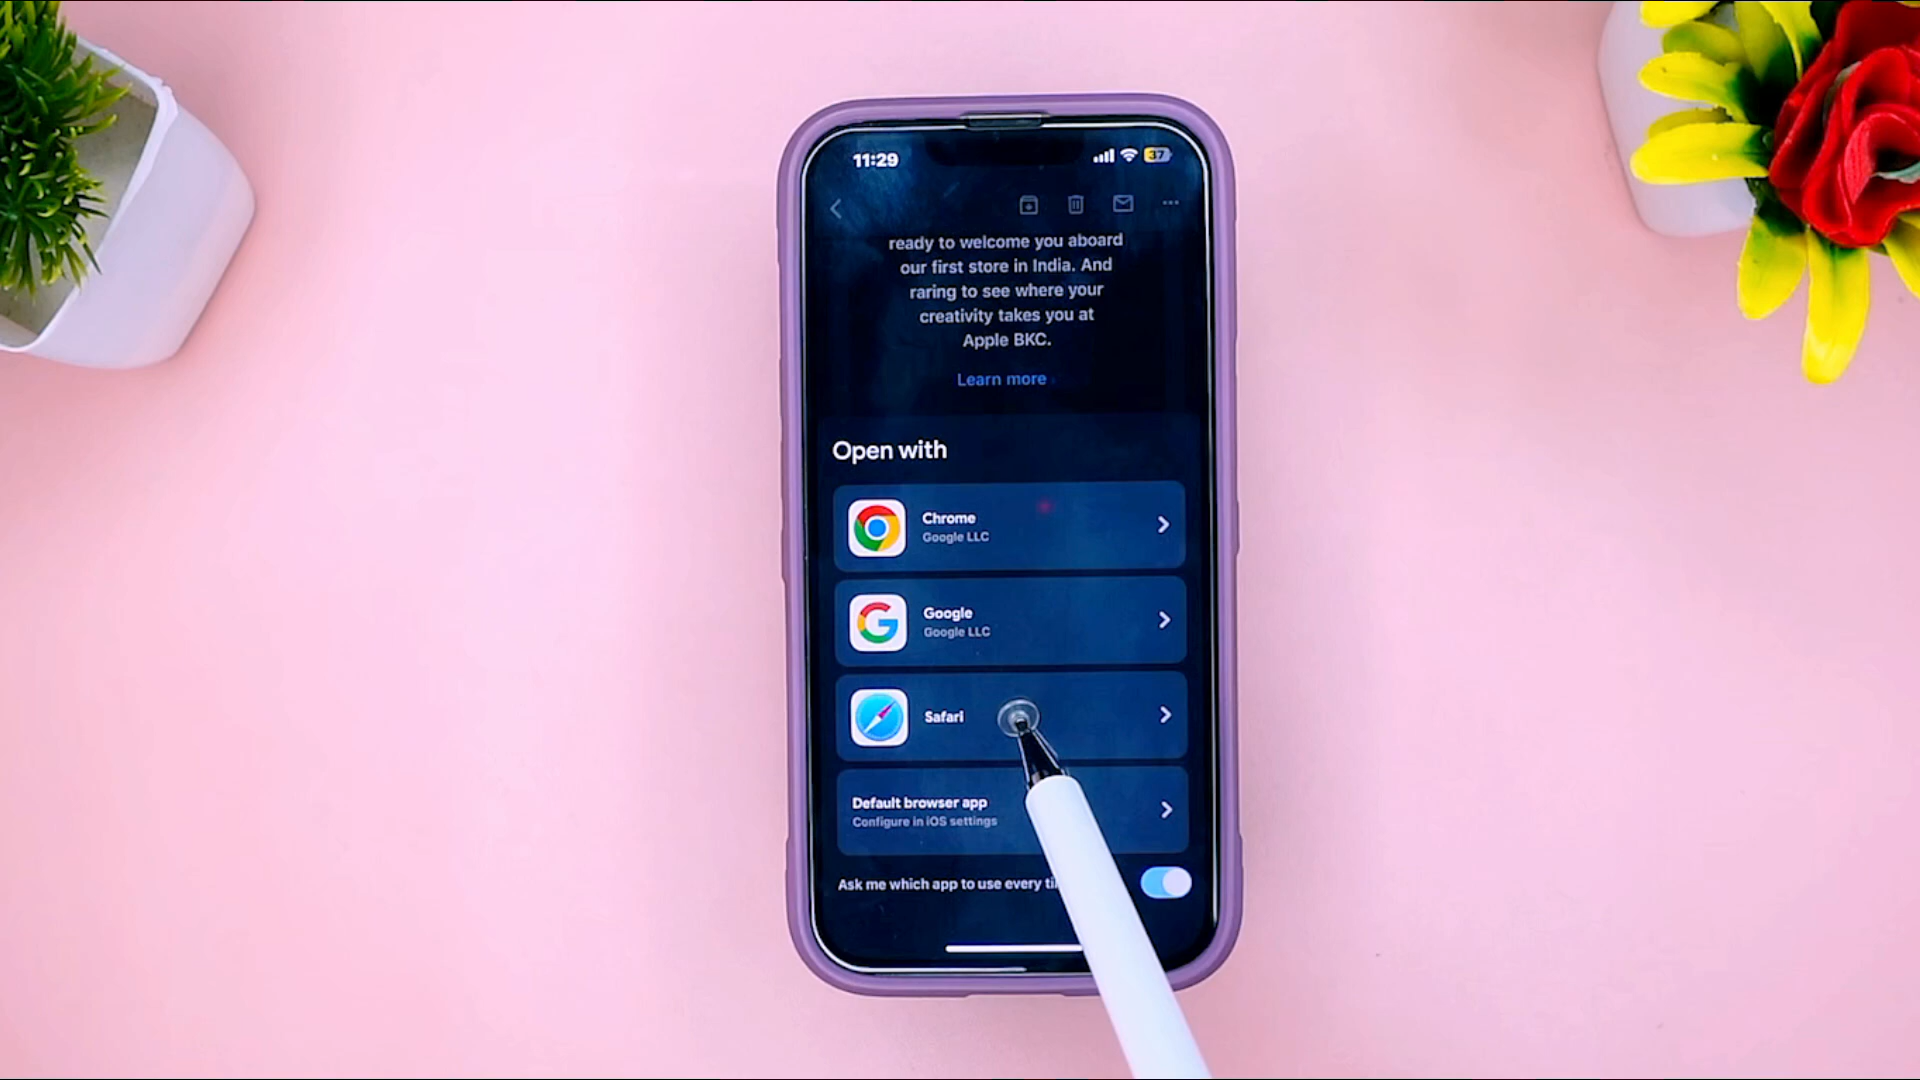 11:29
37
ready to welcome you aboard
our first store in India. And
raring to see where your
creativity takes you at
Apple BKC.
Learn more
Open with
Chrome
Google LLC
Google
Google LLC
Safari
Default browser app
Configure in iOS settings
Ask me which app to use every